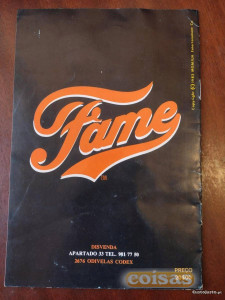 Fame
TM
DISVENDA
APARTADO 33 TEL. 981 77 50
2676 ODIVELAS CODEX
PREÇO
coisas